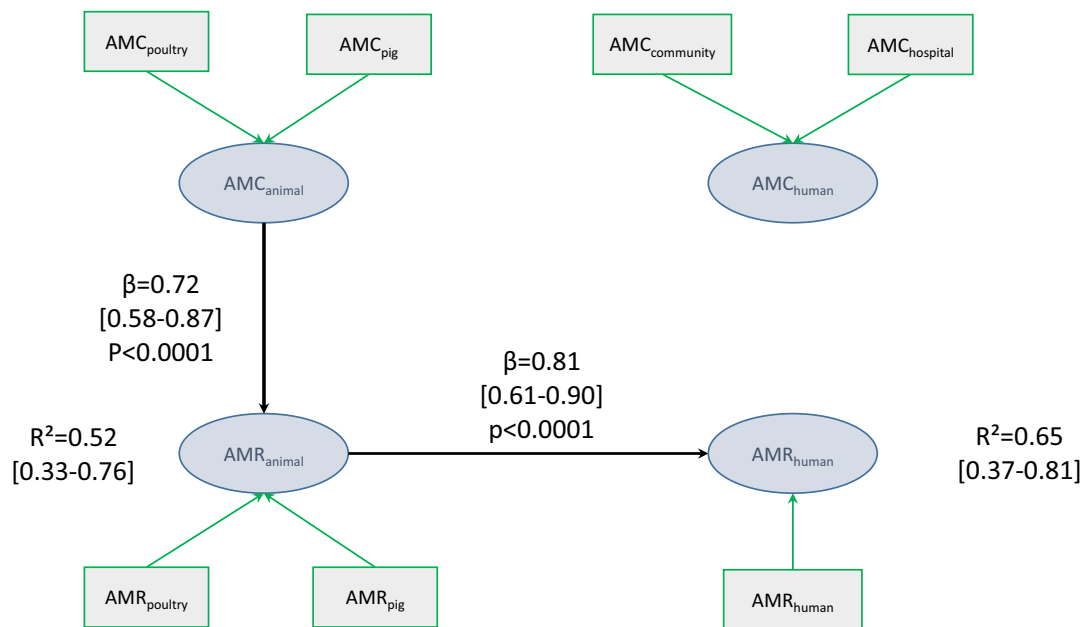 AMCpoultry
AMCpig
AMCcommunity
AMChospital
AMCanimal
AMChuman
β=0.72
[0.58-0.87]
P<0.0001
β=0.81
[0.61-0.90]
p<0.0001
R²=0.52
[0.33-0.76]
AMRanimal
AMRhuman
R²=0.65
[0.37-0.81]
AMRpoultry
AMRpig
AMRhuman